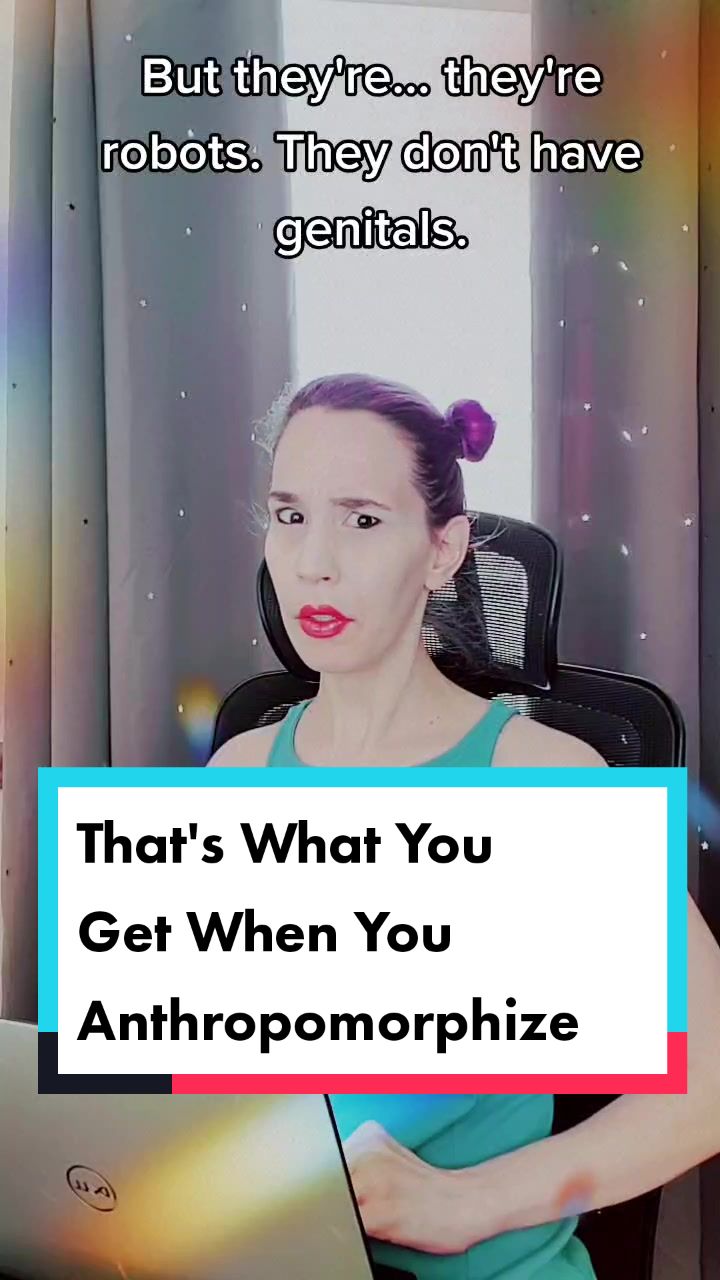 But they're... they're
robots. They don't have
genitals.
That's What You
Get When You
Anthropomorphize